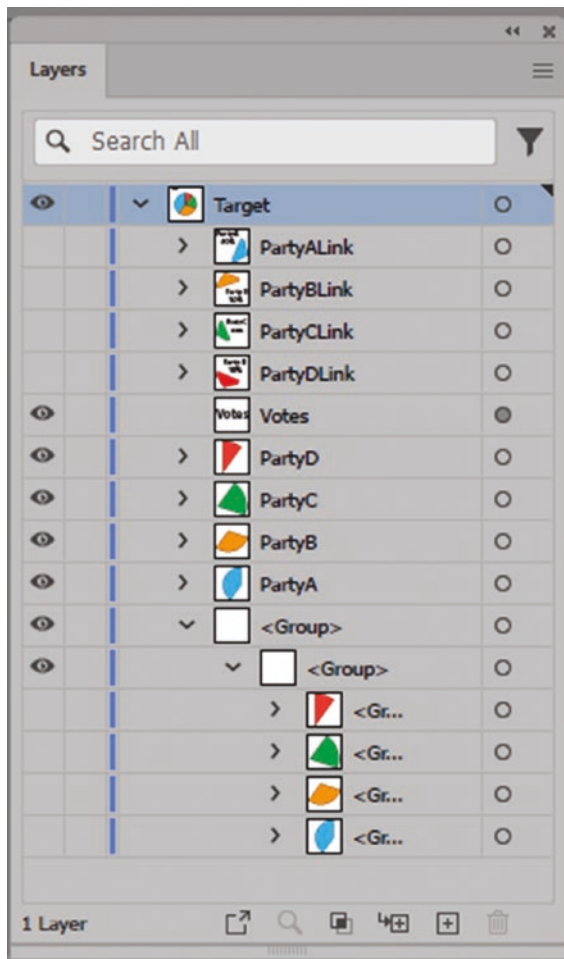 Layers
Search All
Target
PartyALink
PartyBLink
PartyCLink
PartyDLink
Votes Votes
PartyD
PartyC
PartyB
PartyA
<Group>
<Group>
<Gr...
<Gr...
<Gr...
<Gr...
1 Layer